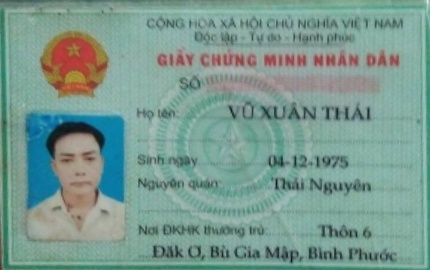 CỘNG HÒA XÃ HỘI CHỦ NGHĨA VIỆT NAM
Độc lập - Tự do - Hạnh phúc
GIẤY CHỨNG MINH NHÂN DÂN
SỐ
Họ tên: VŨ XUÂN THÁI
Sinh ngày 04-12-1975
Nguyên quán: Thái Nguyên
Nơi ĐKHK thường trú: Thôn 6
Đăk Ơ, Bù Gia Mập, Bình Phước